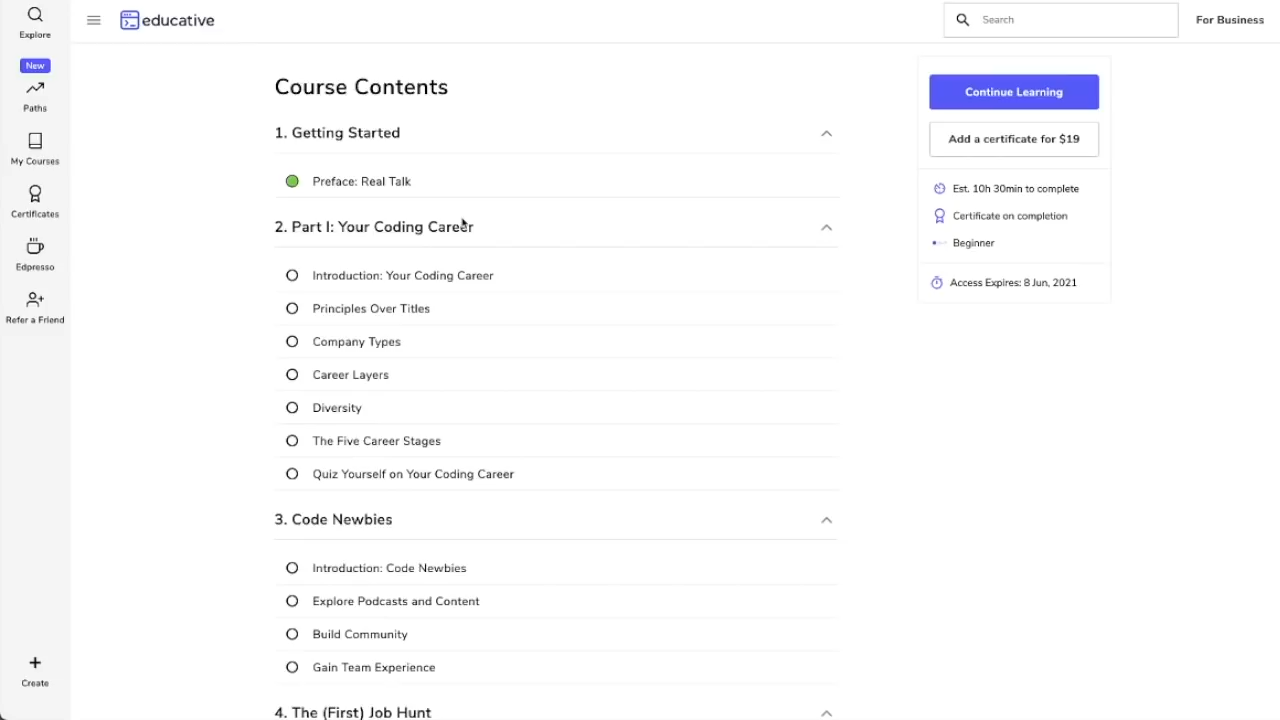 Explore
New
Paths
My Courses
Certificates
Edpresso
Refer a Friend
Create
educative
Search
For Business
Course Contents
1. Getting Started
Preface: Real Talk
2. Part I: Your Coding Career
Introduction: Your Coding Career
Principles Over Titles
Company Types
Career Layers
Diversity
The Five Career Stages
Quiz Yourself on Your Coding Career
3. Code Newbies
Introduction: Code Newbies
Explore Podcasts and Content
Build Community
Gain Team Experience
4. The (First) Job Hunt
Continue Learning
Add a certificate for $19
Est. 10h 30min to complete
Certificate on completion
Beginner
Access Expires: 8 Jun, 2021